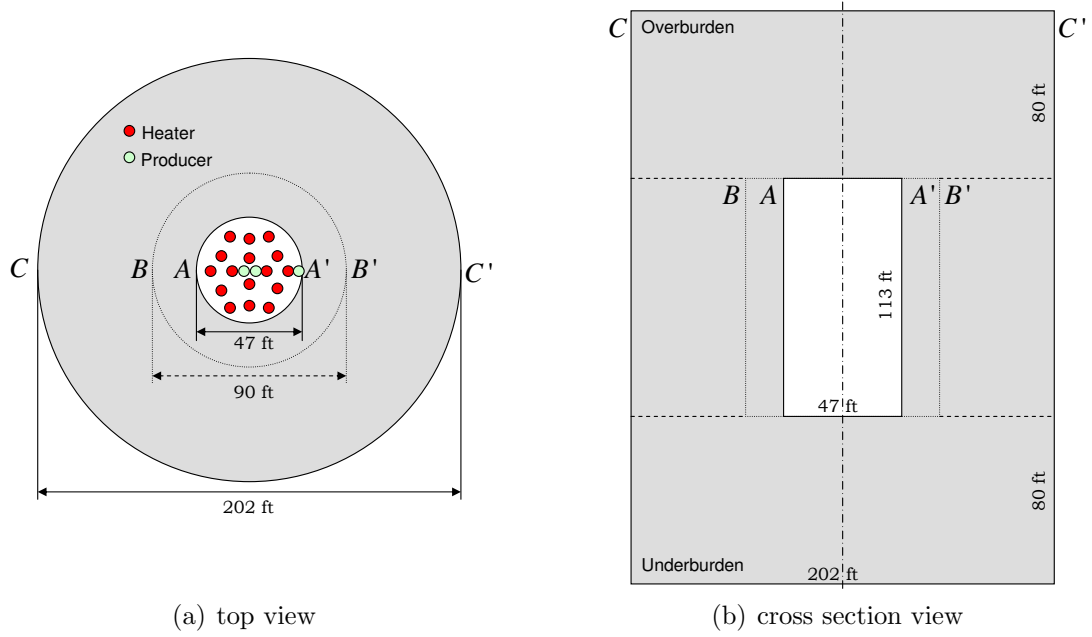 Heater
Producer
C B A A' B' C'
47 ft
90 ft
202 ft
(a) top view
C C'
Overburden
80 ft
B A A' B'
113 ft
47 ft
80 ft
Underburden
202 ft
(b) cross section view